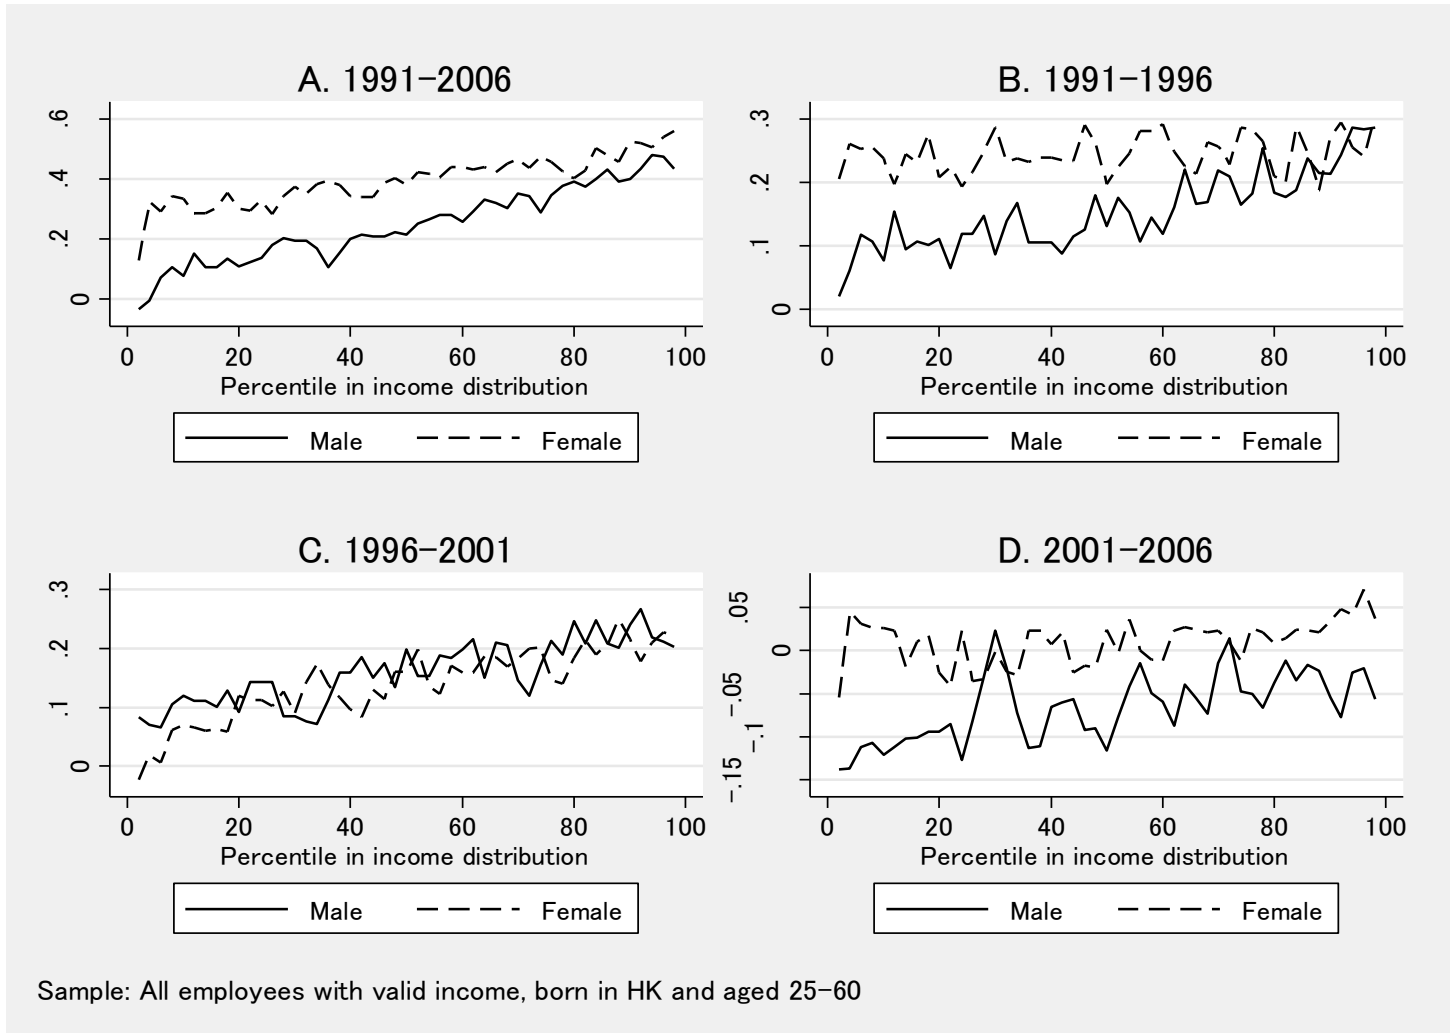 A. 1991-2006
.6
.4
.2
0
0 20 40 60 80 100
Percentile in income distribution
Male Female
B. 1991-1996
.3
.2
.1
0
0 20 40 60 80 100
Percentile in income distribution
Male Female
C. 1996-2001
.3
.2
.1
0
0 20 40 60 80 100
Percentile in income distribution
Male Female
D. 2001-2006
.05
0
-.05
-.1
-.15
0 20 40 60 80 100
Percentile in income distribution
Male Female
Sample: All employees with valid income, born in HK and aged 25-60